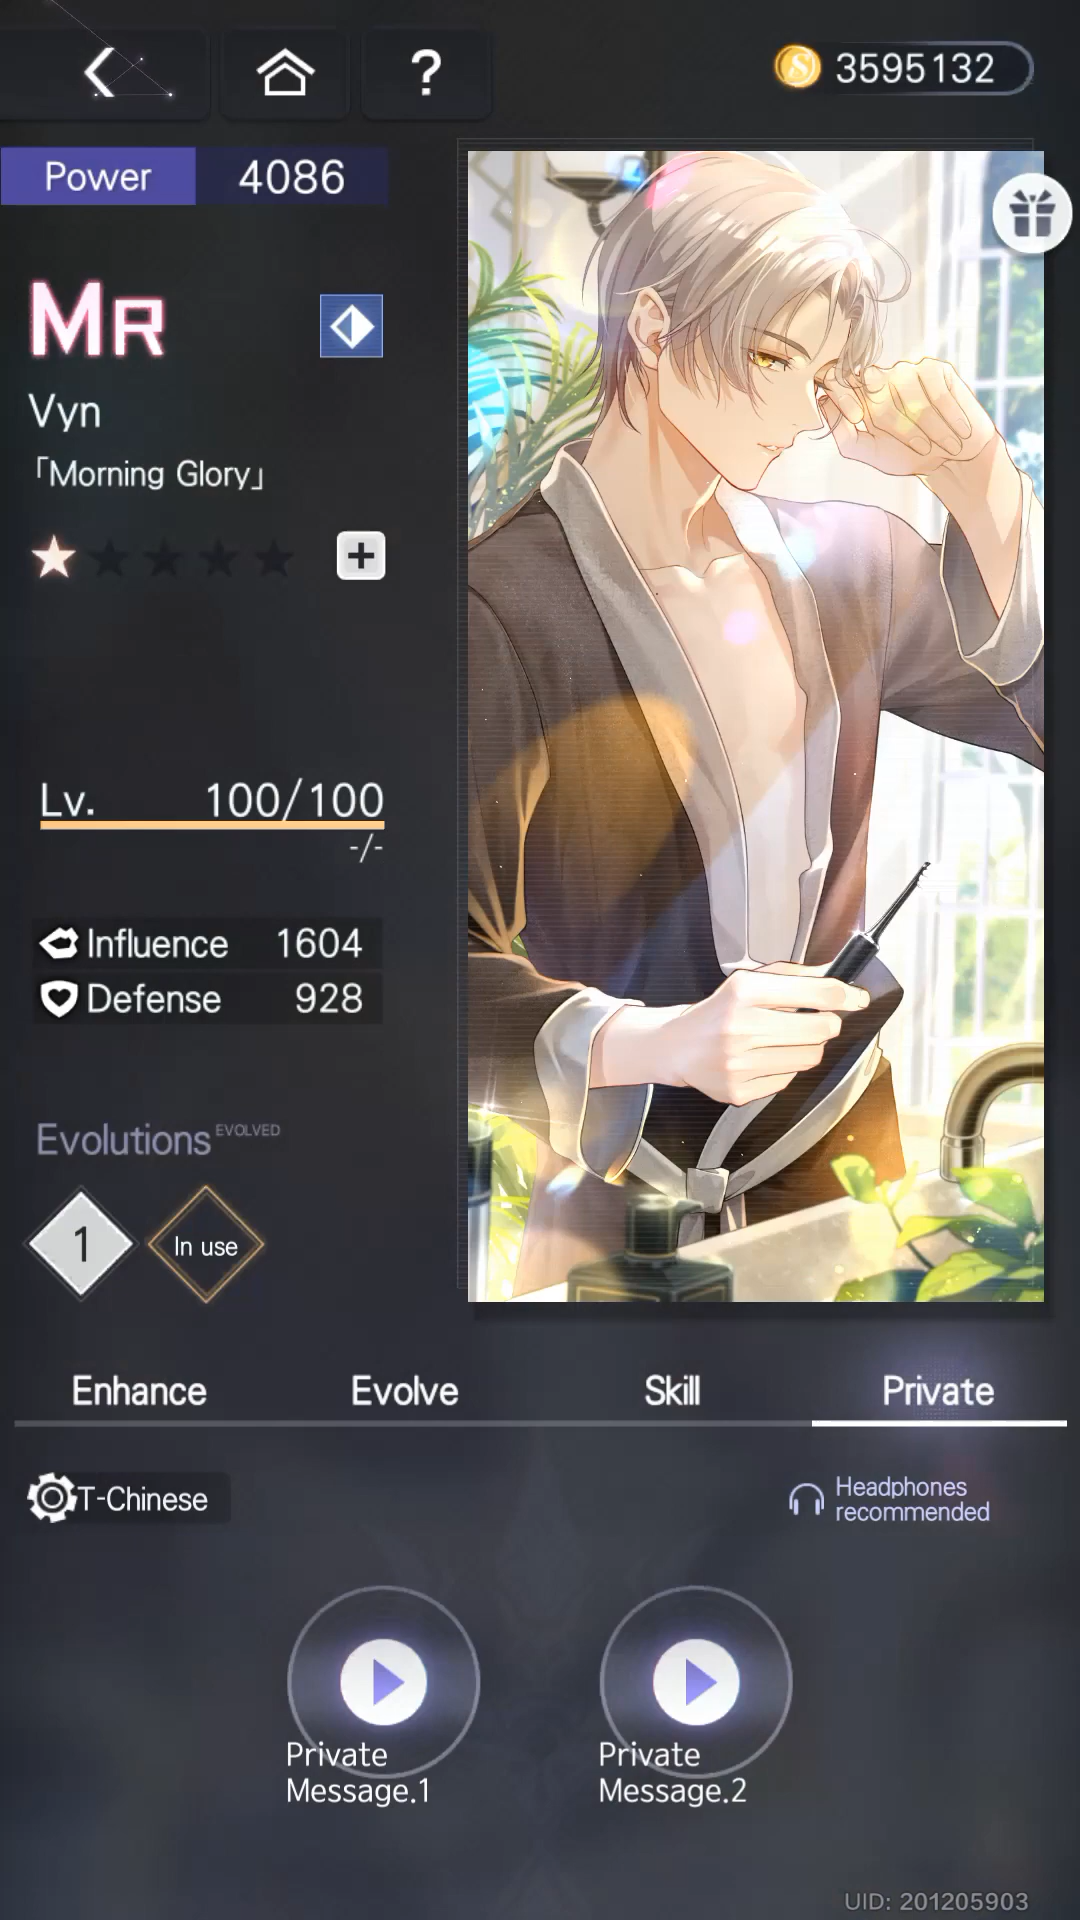 3595132
Power 4086
MR
Vyn
「Morning Glory」
Lv. 100/100
-/-
Influence 1604
Defense 928
Evolutions EVOLVED
1 In use
Enhance Evolve Skill Private
T-Chinese
Headphones
recommended
Private
Message.1
Private
Message.2
UID: 201205903